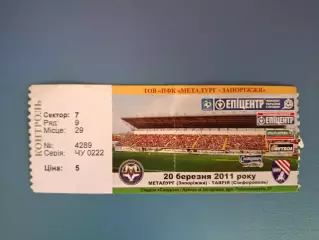 ТОВ «ПФК «МЕТАЛУРГ» ЗАПОРІЖЖЯ»
КОНТРОЛЬ
Сектор: 7
Ряд: 9
Місце: 29
№: 4289
Серія: ЧУ 0222
Ціна: 5
ЕПІЦЕНТР
20 березня 2011 року
МЕТАЛУРГ (Запоріжжя) - ТАВРІЯ (Сімферополь)